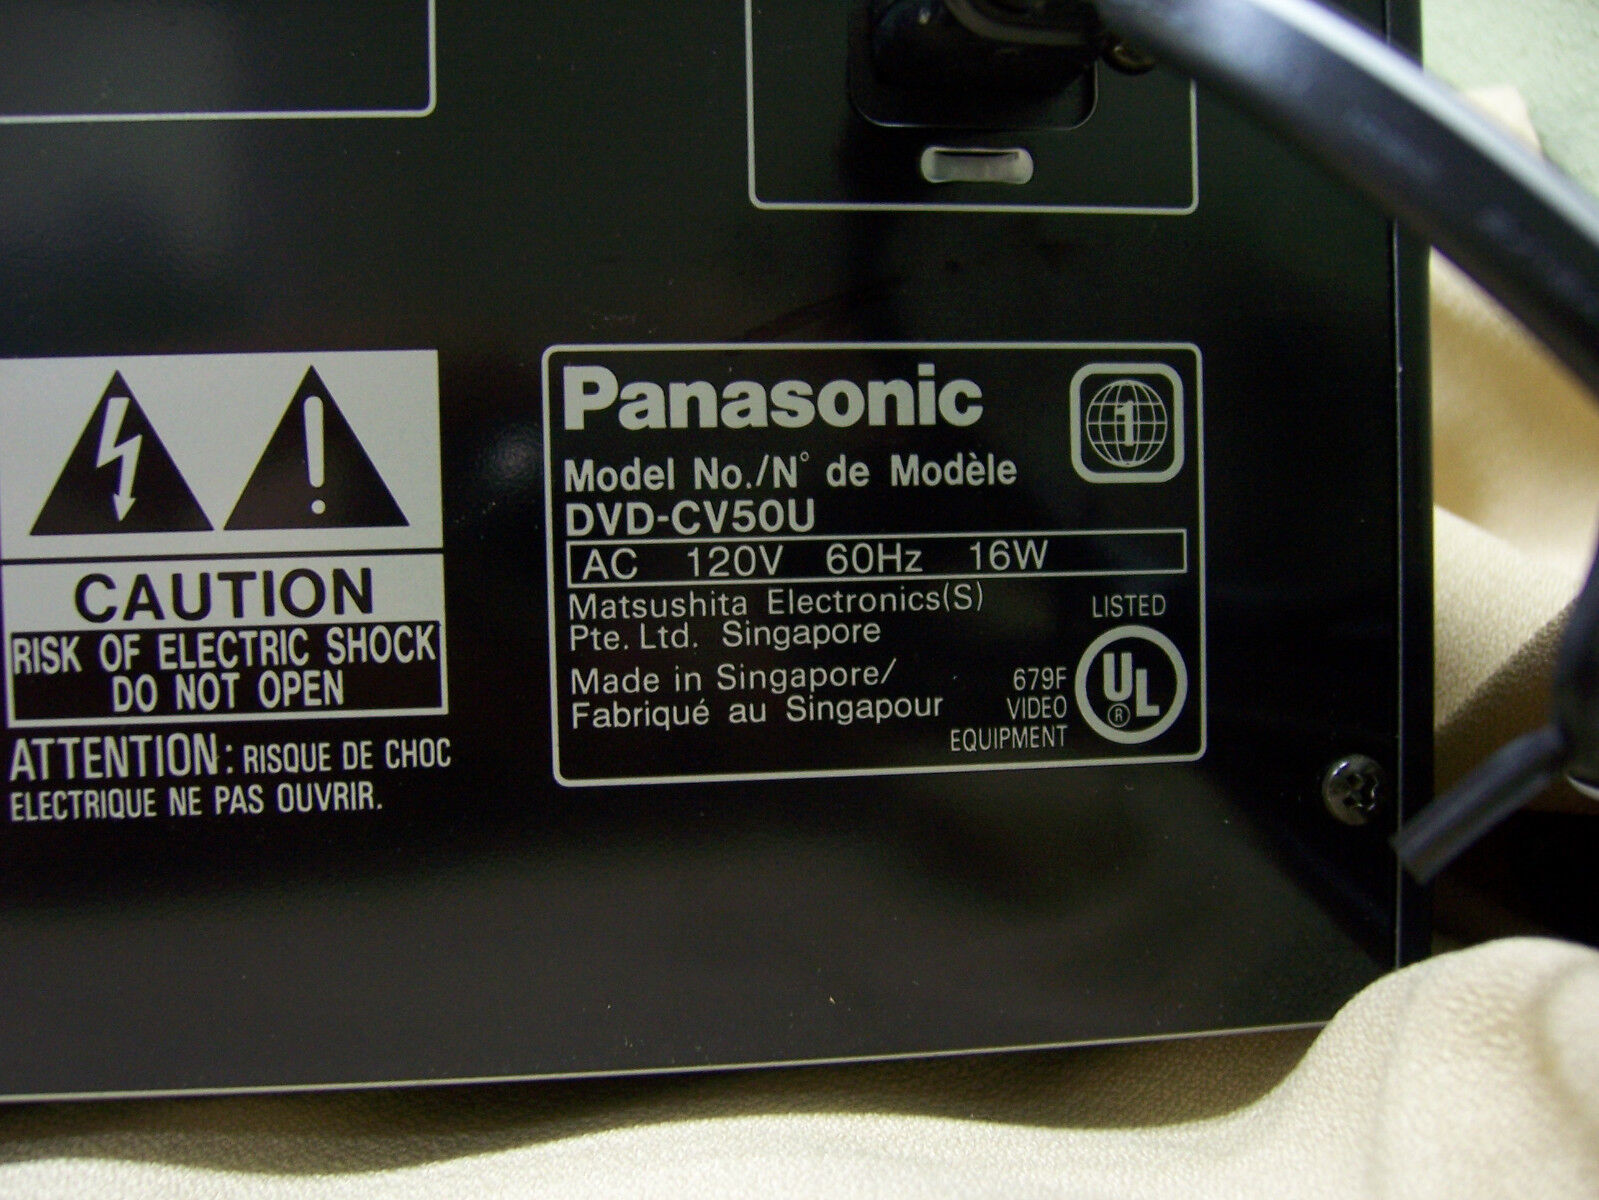 CAUTION
RISK OF ELECTRIC SHOCK
DO NOT OPEN
ATTENTION: RISQUE DE CHOC
ELECTRIQUE NE PAS OUVRIR.
Panasonic
1
Model No./N° de Modèle
DVD-CV50U
AC 120V 60Hz 16W
Matsushita Electronics(S)
Pte. Ltd. Singapore
Made in Singapore/
Fabriqué au Singapour
LISTED
679F
VIDEO
EQUIPMENT
UL
®